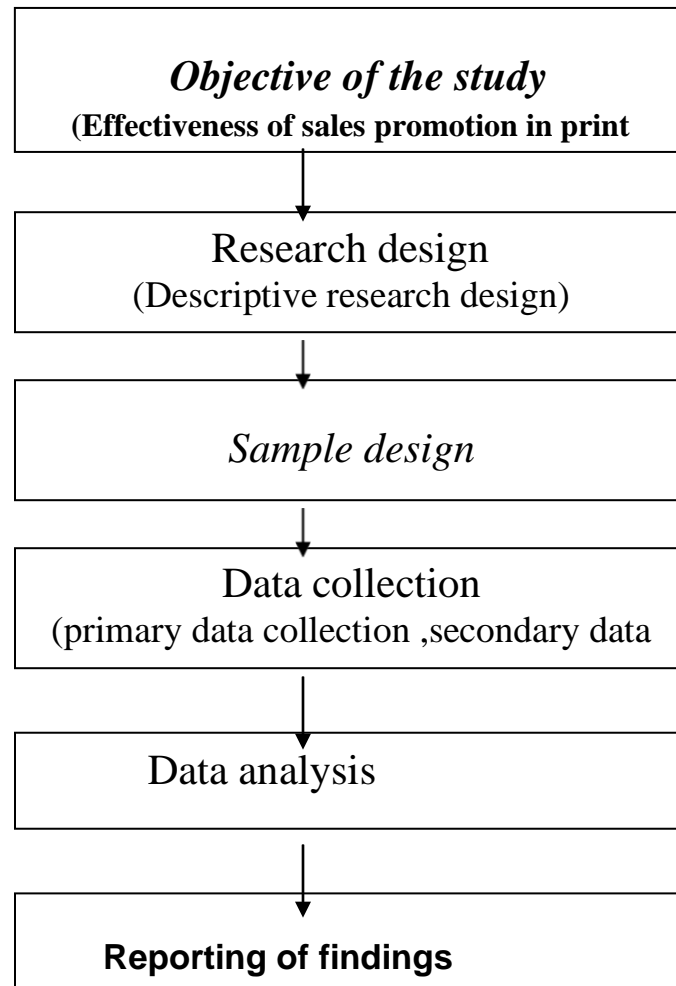 Objective of the study
(Effectiveness of sales promotion in print
Research design
(Descriptive research design)
Sample design
Data collection
(primary data collection ,secondary data
Data analysis
Reporting of findings